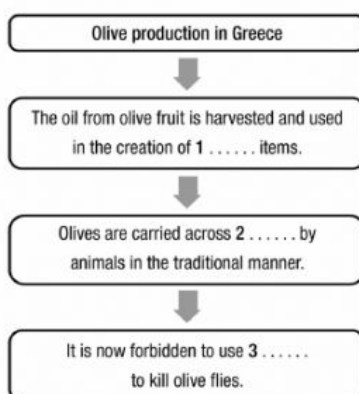 Olive production in Greece
The oil from olive fruit is harvested and used
in the creation of 1 . . . . . . items.
Olives are carried across 2 . . . . . . by
animals in the traditional manner.
It is now forbidden to use 3 . . . . . .
to kill olive flies.